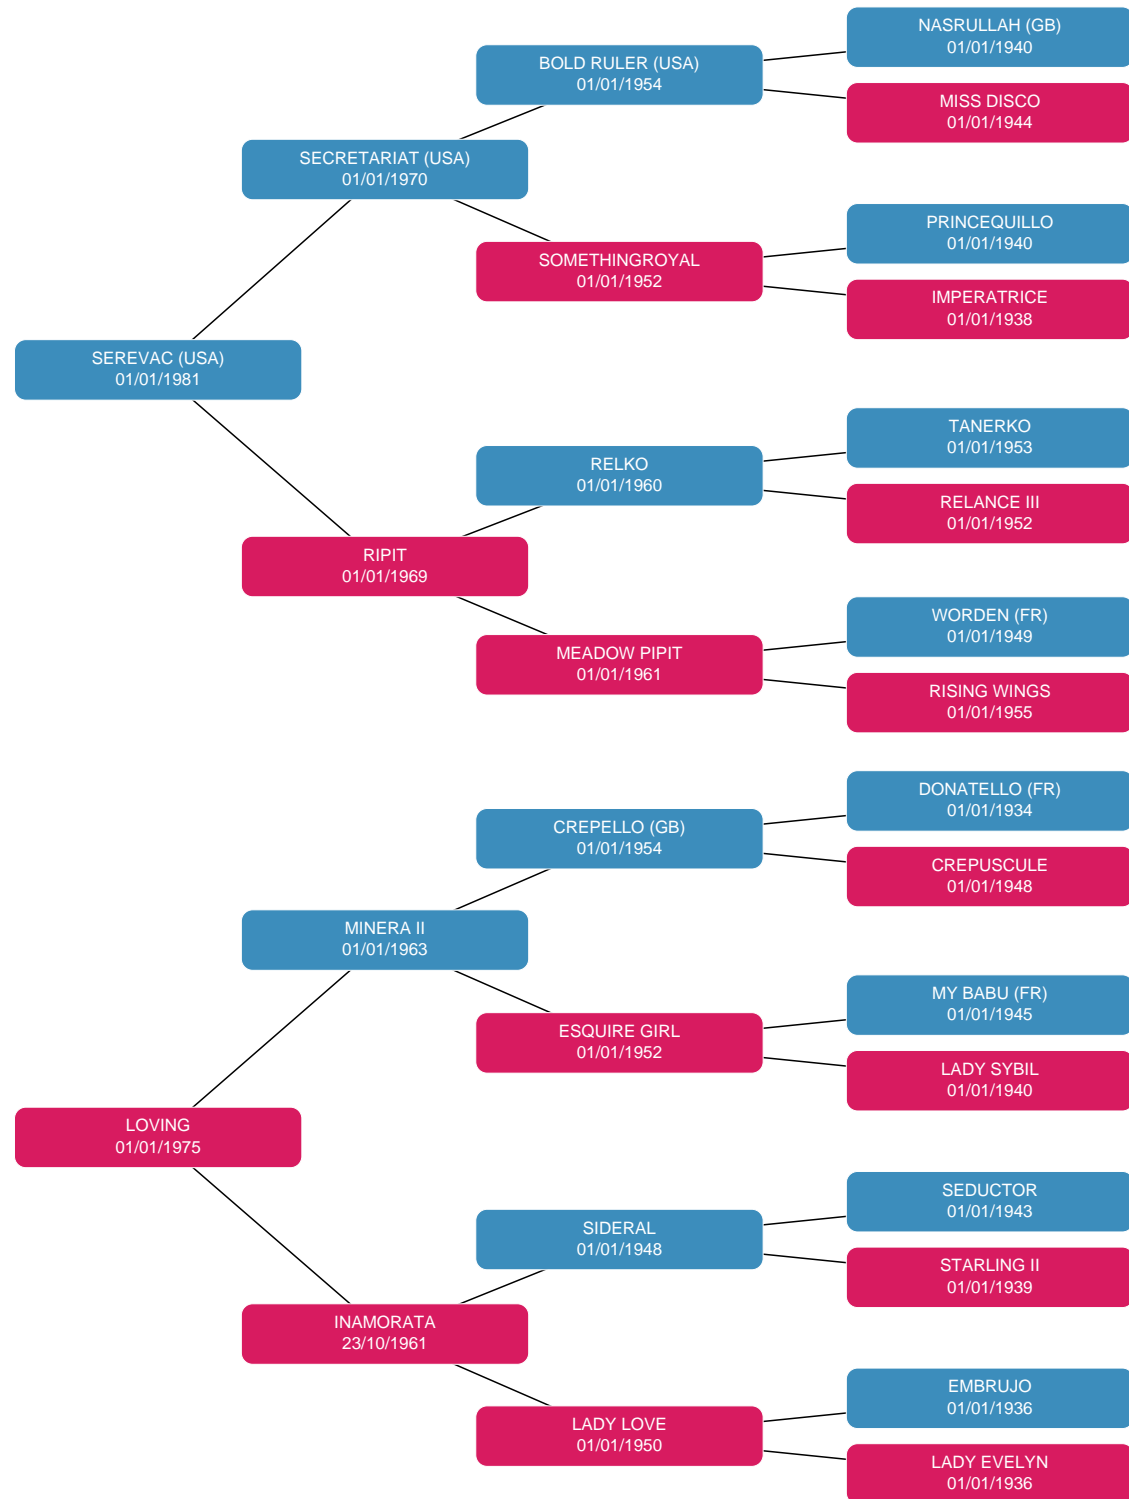 NASRULLAH (GB)
01/01/1940
BOLD RULER (USA)
01/01/1954
MISS DISCO
01/01/1944
SECRETARIAT (USA)
01/01/1970
PRINCEQUILLO
01/01/1940
SOMETHINGROYAL
01/01/1952
IMPERATRICE
01/01/1938
SEREVAC (USA)
01/01/1981
TANERKO
01/01/1953
RELKO
01/01/1960
RELANCE III
01/01/1952
RIPIT
01/01/1969
WORDEN (FR)
01/01/1949
MEADOW PIPIT
01/01/1961
RISING WINGS
01/01/1955
DONATELLO (FR)
01/01/1934
CREPELLO (GB)
01/01/1954
CREPUSCULE
01/01/1948
MINERA II
01/01/1963
MY BABU (FR)
01/01/1945
ESQUIRE GIRL
01/01/1952
LADY SYBIL
01/01/1940
LOVING
01/01/1975
SEDUCTOR
01/01/1943
SIDERAL
01/01/1948
STARLING II
01/01/1939
INAMORATA
23/10/1961
EMBRUJO
01/01/1936
LADY LOVE
01/01/1950
LADY EVELYN
01/01/1936